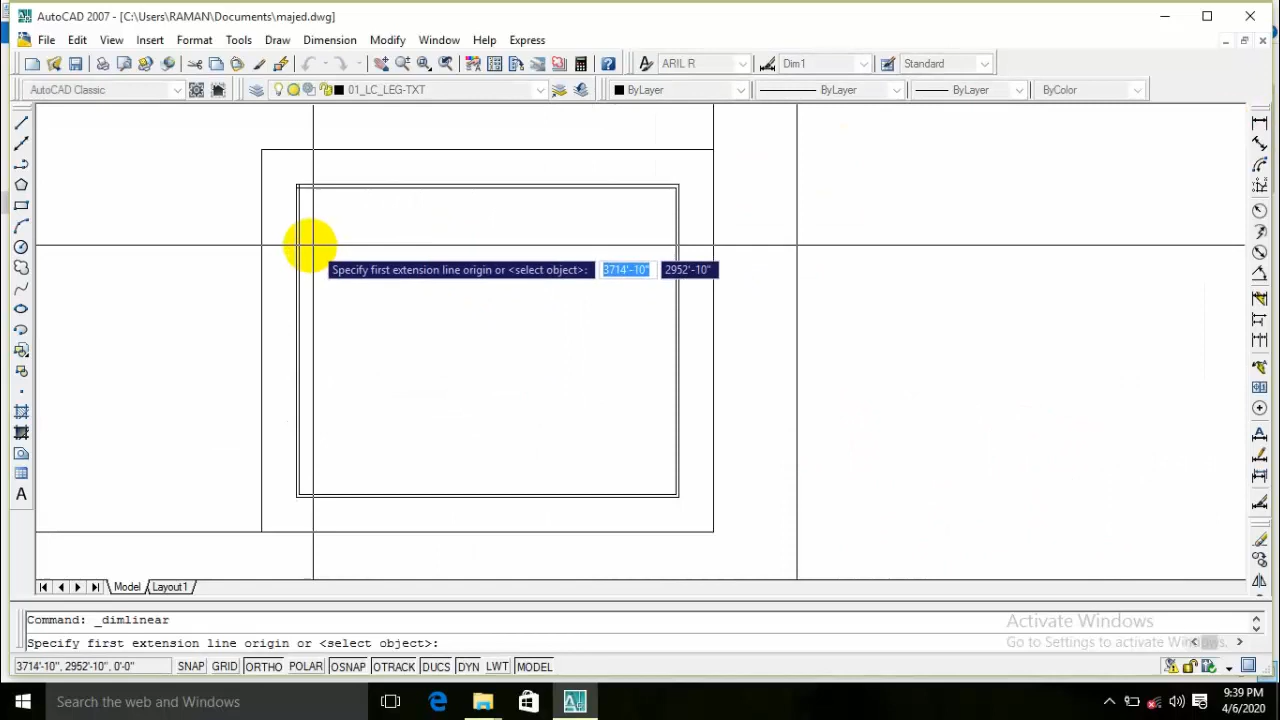 AutoCAD 2007 - [C:\Users\RAMAN\Documents\majed.dwg]
File Edit View Insert Format Tools Draw Dimension Modify Window Help Express
ARIL R Dim1 Standard
AutoCAD Classic 01_LC_LEG-TXT ByLayer ByLayer ByLayer ByColor
Specify first extension line origin or <select object>: 3714'-10" 2952'-10"
Model Layout1
Command: _dimlinear
Specify first extension line origin or <select object>:
Activate Windows
Go to Settings to activate Windows.
3714'-10", 2952'-10", 0'-0" SNAP GRID ORTHO POLAR OSNAP OTRACK DUCS DYN LWT MODEL
Search the web and Windows
9:39 PM
4/6/2020